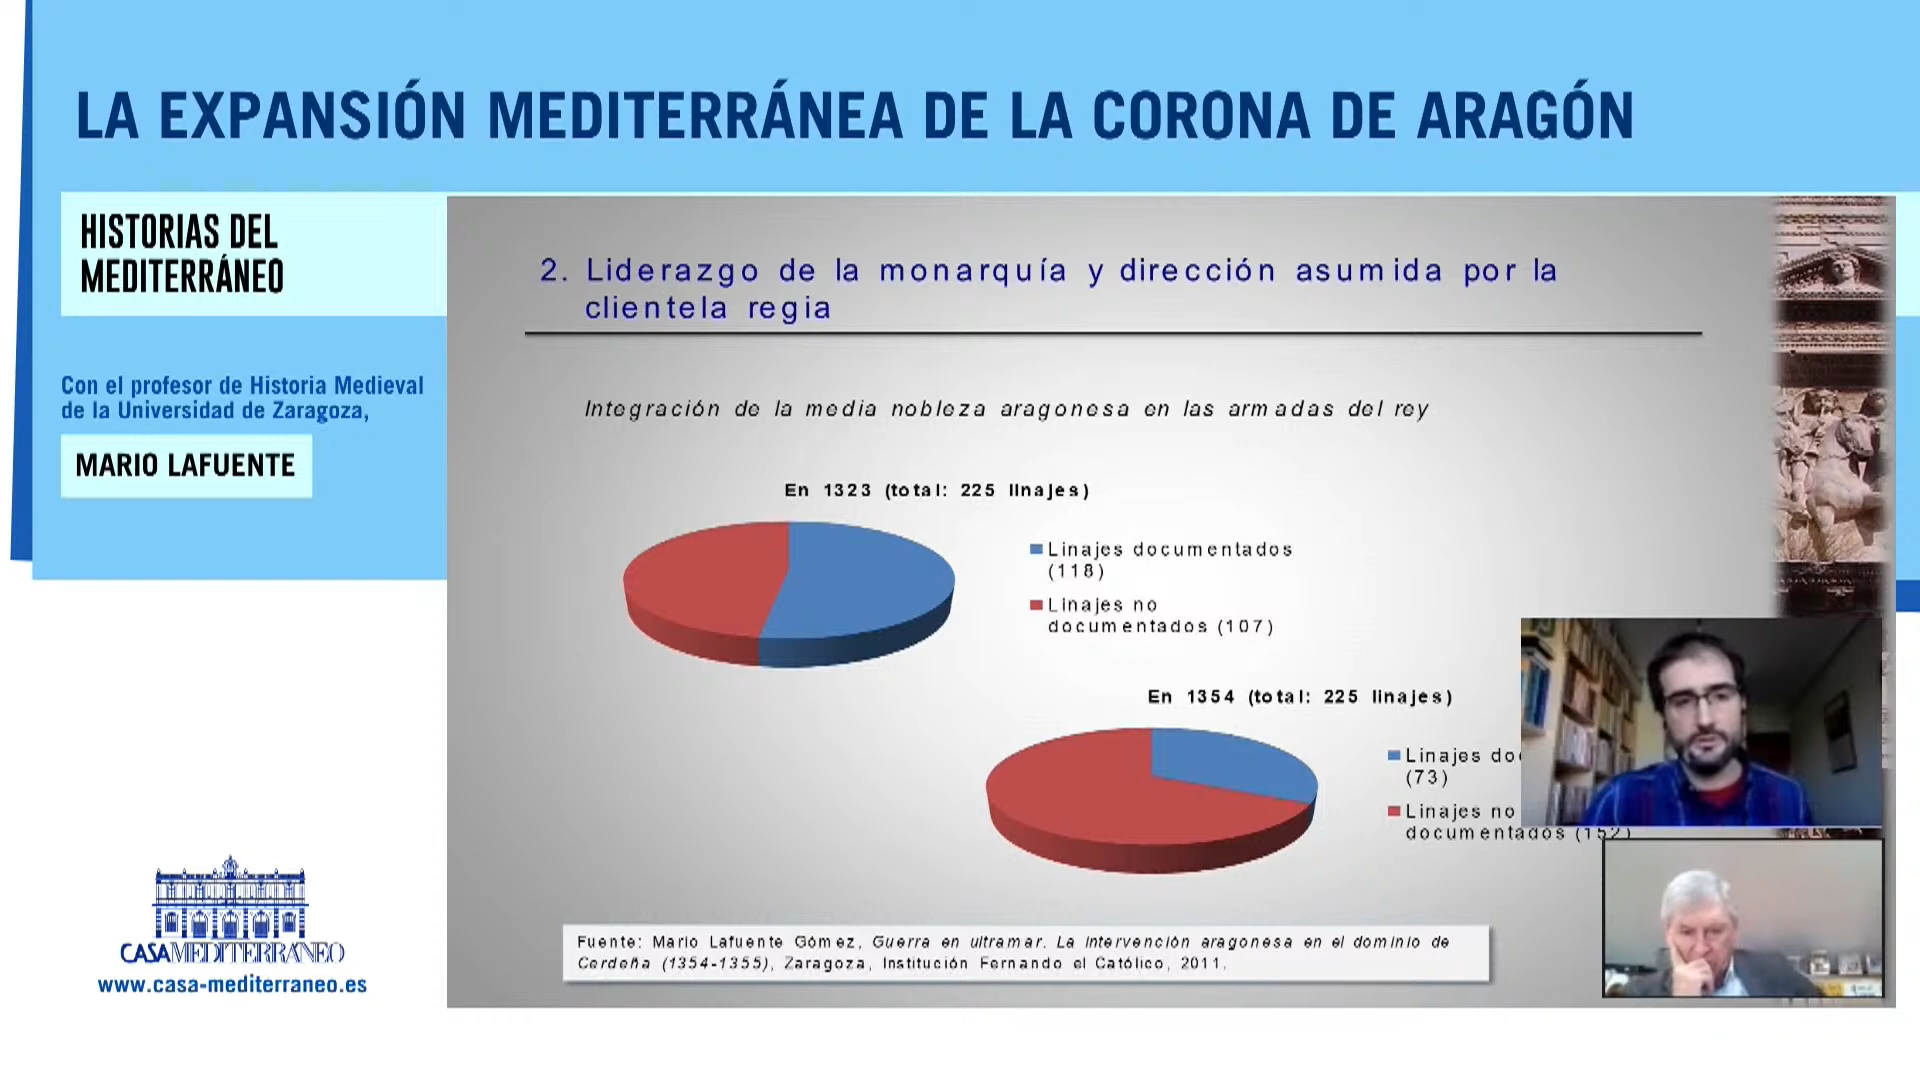 LA EXPANSIÓN MEDITERRÁNEA DE LA CORONA DE ARAGÓN
HISTORIAS DEL
MEDITERRÁNEO
Con el profesor de Historia Medieval
de la Universidad de Zaragoza,
MARIO LAFUENTE
2. Liderazgo de la monarquía y dirección asumida por la
clientela regia
Integración de la media nobleza aragonesa en las armadas del rey
En 1323 (total: 225 linajes)
Linajes documentados
(118)
Linajes no
documentados (107)
En 1354 (total: 225 linajes)
Linajes
(73)
Linajes no
documentados (152)
Fuente: Mario Lafuente Gómez, Guerra en ultramar. La intervención aragonesa en el dominio de
Cerdeña (1354-1355), Zaragoza, Institución Fernando el Católico, 2011.
CASAMEDITERRÁNEO
www.casa-mediterraneo.es